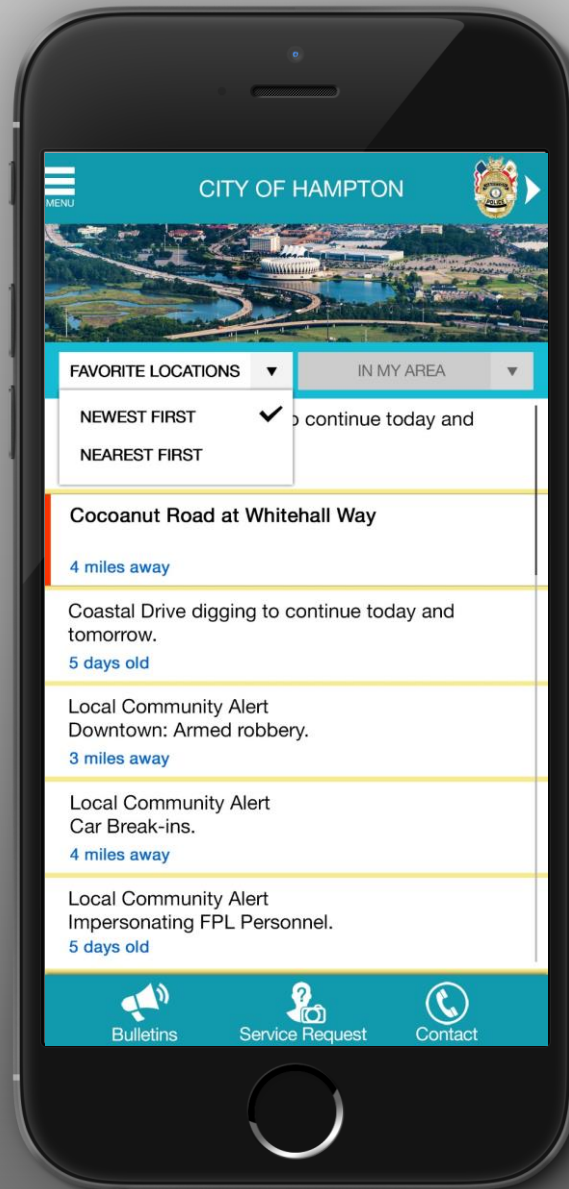 MENU
CITY OF HAMPTON
POLICE
FAVORITE LOCATIONS
IN MY AREA
NEWEST FIRST
NEAREST FIRST
continue today and
Cocoanut Road at Whitehall Way
4 miles away
Coastal Drive digging to continue today and
tomorrow.
5 days old
Local Community Alert
Downtown: Armed robbery.
3 miles away
Local Community Alert
Car Break-ins.
4 miles away
Local Community Alert
Impersonating FPL Personnel.
5 days old
Bulletins
Service Request
Contact